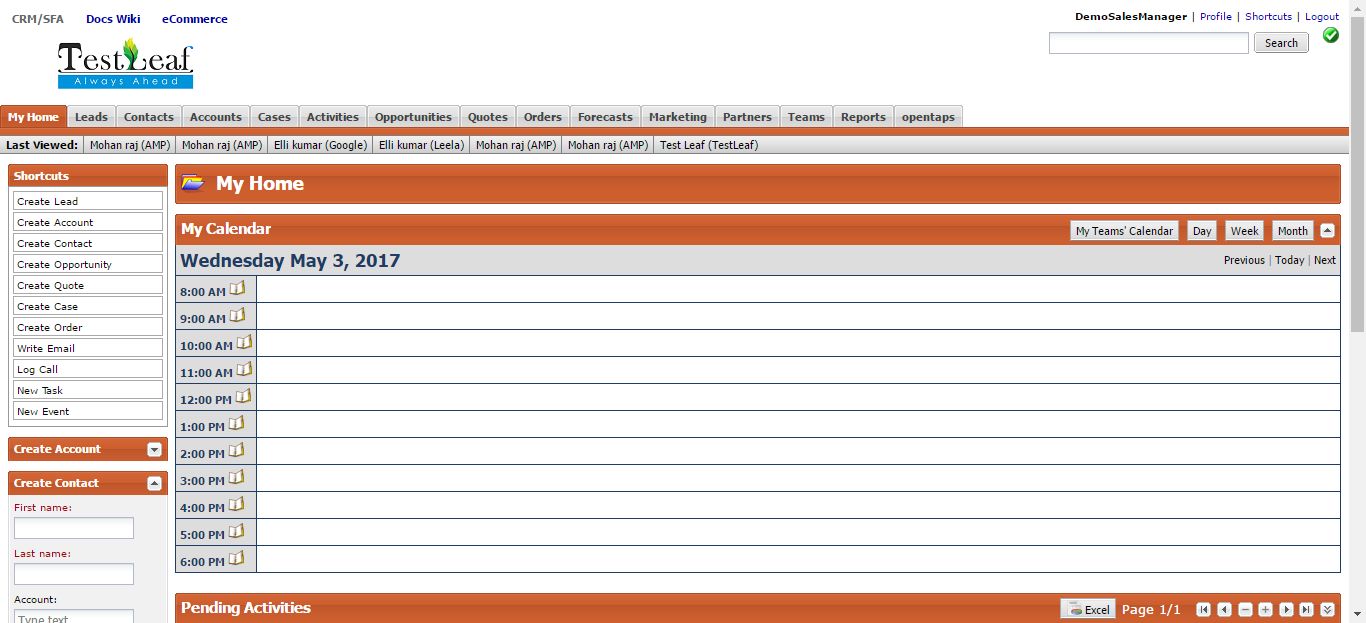 CRM/SFA Docs Wiki eCommerce
DemoSalesManager | Profile | Shortcuts | Logout
Search
TestLeaf
Always Ahead
My Home Leads Contacts Accounts Cases Activities Opportunities Quotes Orders Forecasts Marketing Partners Teams Reports opentaps
Last Viewed: Mohan raj (AMP) Mohan raj (AMP) Elli kumar (Google) Elli kumar (Leela) Mohan raj (AMP) Mohan raj (AMP) Test Leaf (TestLeaf)
Shortcuts
Create Lead
Create Account
Create Contact
Create Opportunity
Create Quote
Create Case
Create Order
Write Email
Log Call
New Task
New Event
Create Account
Create Contact
First name:
Last name:
Account:
Type text
My Home
My Calendar My Teams' Calendar Day Week Month
Wednesday May 3, 2017 Previous | Today | Next
8:00 AM
9:00 AM
10:00 AM
11:00 AM
12:00 PM
1:00 PM
2:00 PM
3:00 PM
4:00 PM
5:00 PM
6:00 PM
Pending Activities Excel Page 1/1